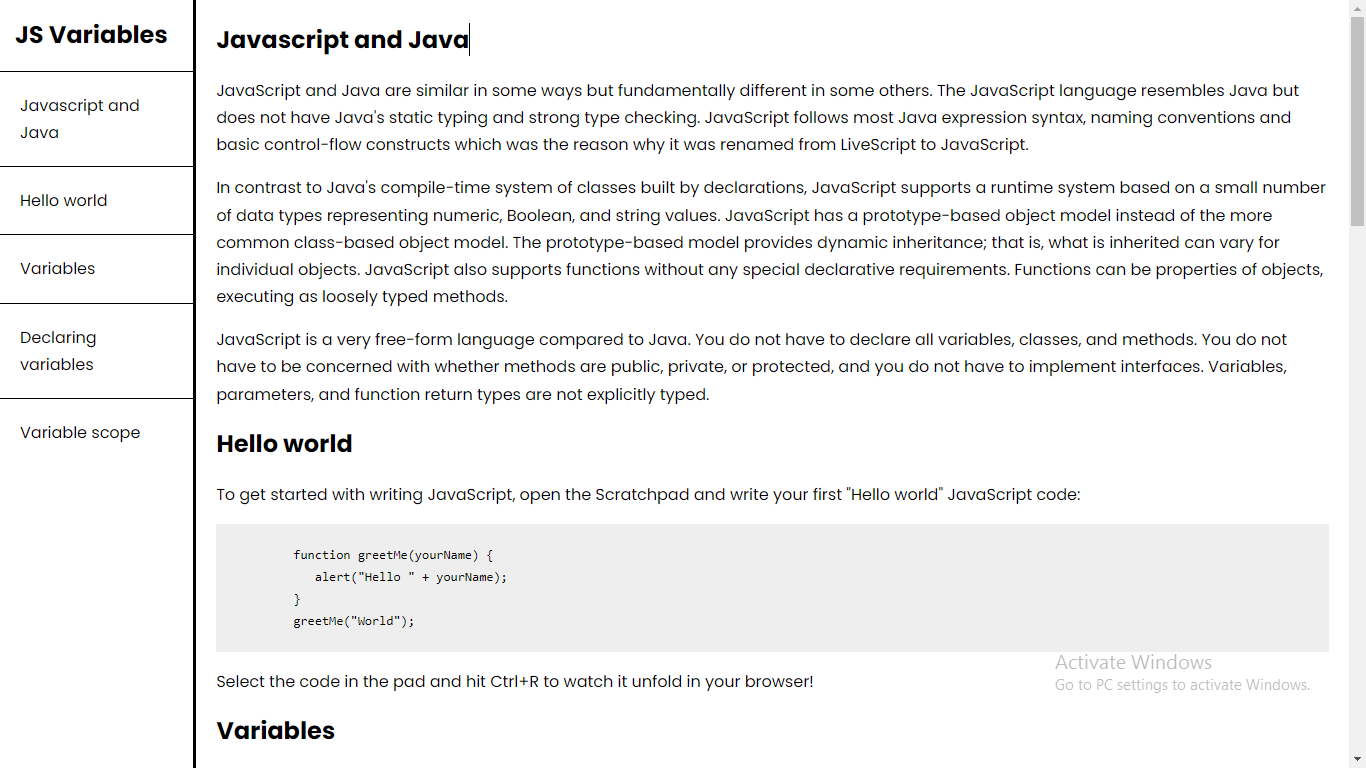 JS Variables
Javascript and
Java
Hello world
Variables
Declaring
variables
Variable scope
Javascript and Java
JavaScript and Java are similar in some ways but fundamentally different in some others. The JavaScript language resembles Java but
does not have Java's static typing and strong type checking. JavaScript follows most Java expression syntax, naming conventions and
basic control-flow constructs which was the reason why it was renamed from LiveScript to JavaScript.
In contrast to Java's compile-time system of classes built by declarations, JavaScript supports a runtime system based on a small number
of data types representing numeric, Boolean, and string values. JavaScript has a prototype-based object model instead of the more
common class-based object model. The prototype-based model provides dynamic inheritance; that is, what is inherited can vary for
individual objects. JavaScript also supports functions without any special declarative requirements. Functions can be properties of objects,
executing as loosely typed methods.
JavaScript is a very free-form language compared to Java. You do not have to declare all variables, classes, and methods. You do not
have to be concerned with whether methods are public, private, or protected, and you do not have to implement interfaces. Variables,
parameters, and function return types are not explicitly typed.
Hello world
To get started with writing JavaScript, open the Scratchpad and write your first "Hello world" JavaScript code:
function greetMe(yourName) {
alert("Hello " + yourName);
}
greetMe("World");
Select the code in the pad and hit Ctrl+R to watch it unfold in your browser!
Variables
Activate Windows
Go to PC settings to activate Windows.